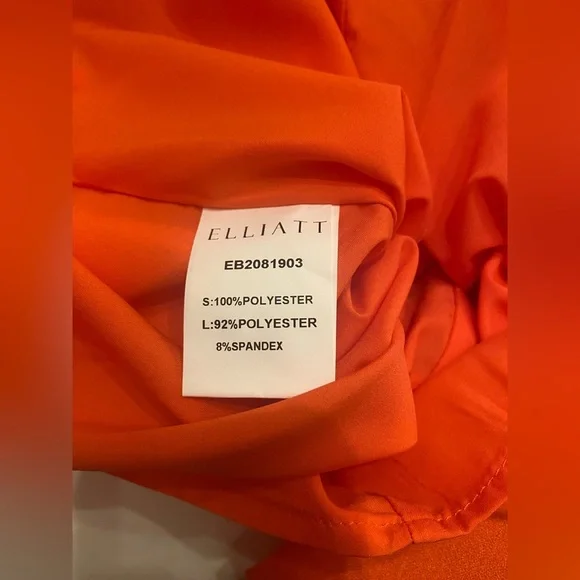 ELLIATT
EB2081903
S:100%POLYESTER
L:92%POLYESTER
8%SPANDEX